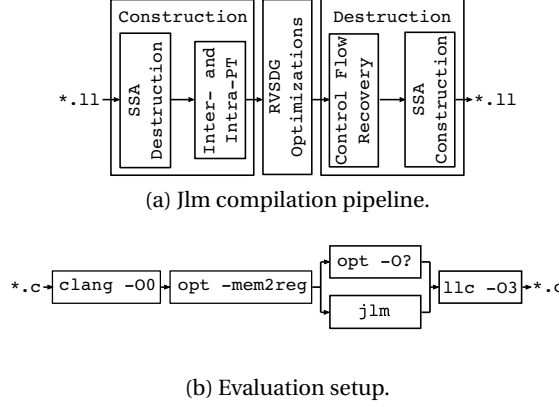 Construction
Destruction
*.ll
SSA
Destruction
Inter- and
Intra-PT
RVSDG
Optimizations
Control Flow
Recovery
SSA
Construction
*.ll
(a) Jlm compilation pipeline.
*.c
clang -O0
opt -mem2reg
opt -O?
jlm
llc -O3
*.o
(b) Evaluation setup.